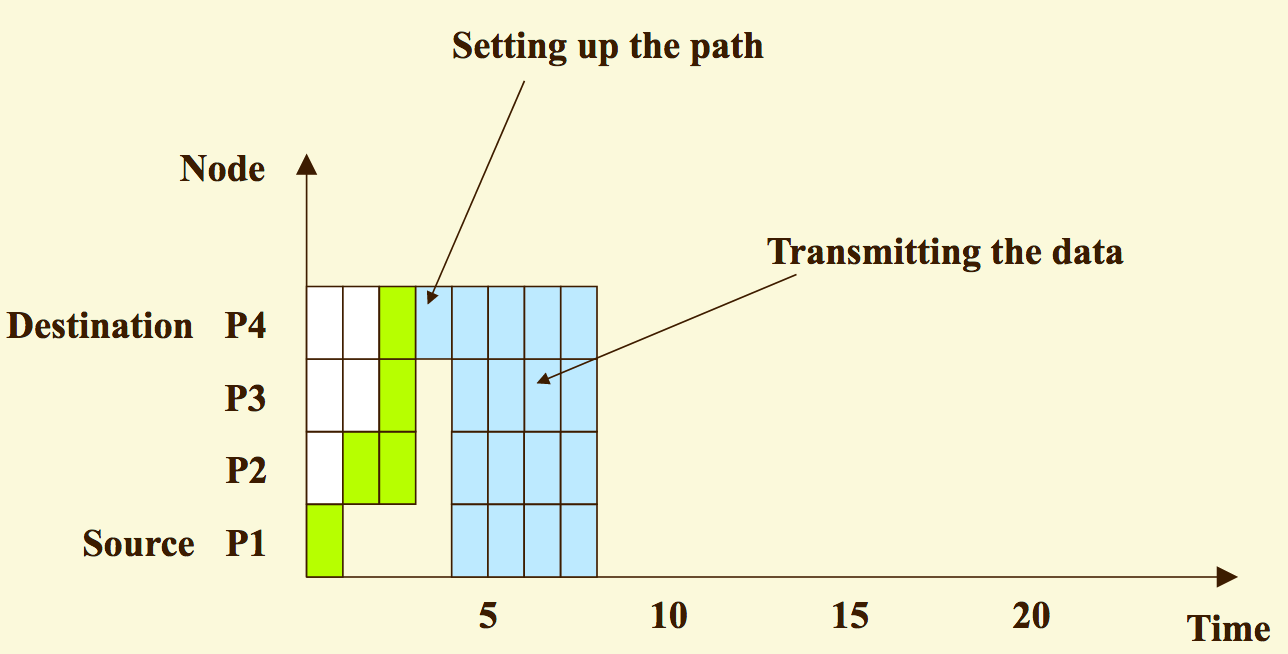 Setting up the path
Node
Transmitting the data
Destination P4
P3
P2
Source P1
5 10 15 20
Time